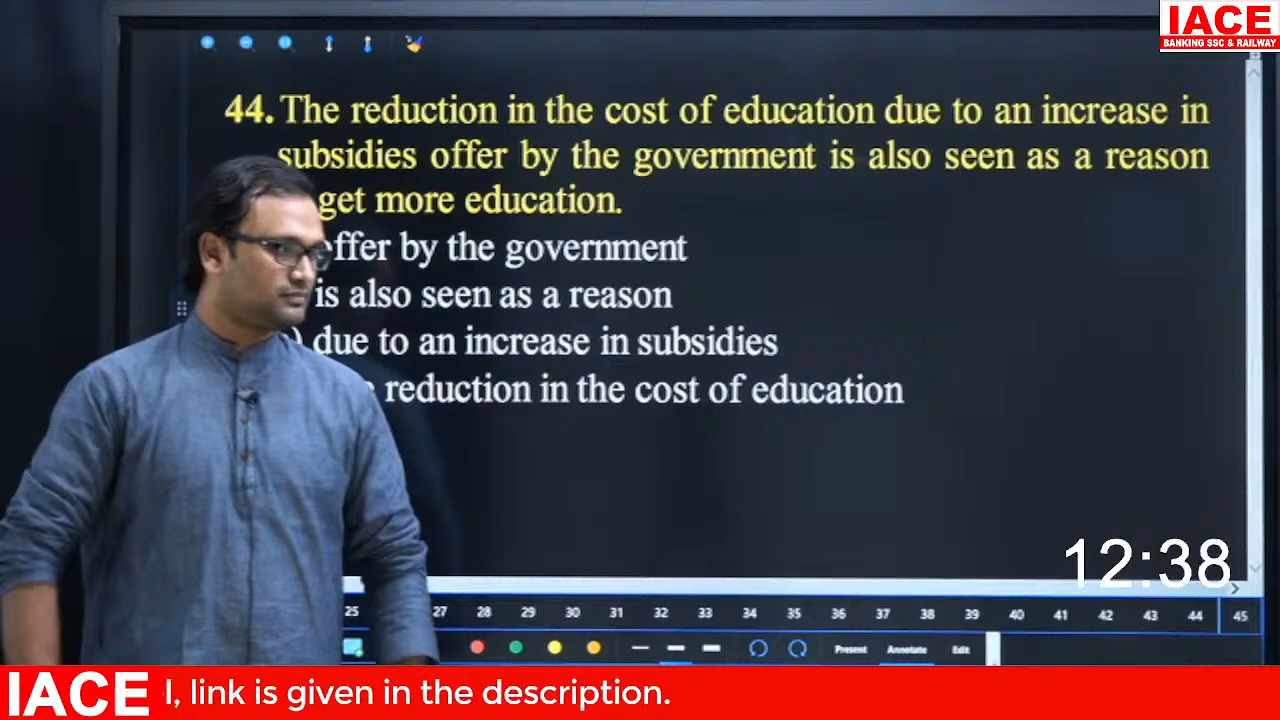 IACE
BANKING SSC & RAILWAY
44. The reduction in the cost of education due to an increase in
subsidies offer by the government is also seen as a reason
get more education.
offer by the government
is also seen as a reason
) due to an increase in subsidies
reduction in the cost of education
12:38
25 27 28 29 30 31 32 33 34 35 36 37 38 39 40 41 42 43 44 45
Present Annotate Edit
IACE l, link is given in the description.